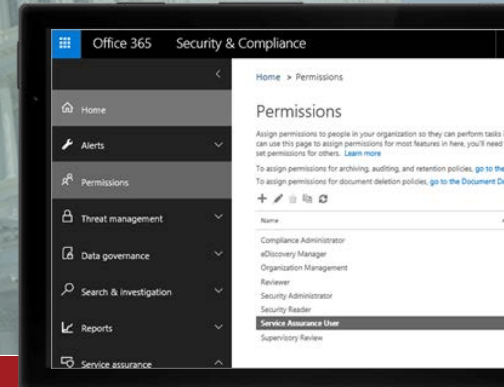 Office 365 Security & Compliance
Home > Permissions
Home
Alerts
Permissions
Threat management
Data governance
Search & investigation
Reports
Service assurance
Permissions
Assign permissions to people in your organization so they can perform tasks
can use this page to assign permissions for most features in here, you'll need
set permissions for others. Learn more
To assign permissions for archiving, auditing, and retention policies, go to the
To assign permissions for document deletion policies, go to the Document De
Name
Compliance Administrator
eDiscovery Manager
Organization Management
Reviewer
Security Administrator
Security Reader
Service Assurance User
Supervisory Review